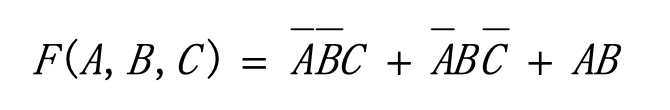 F(A, B, C) = A̅B̅C + A̅BC̅ + AB